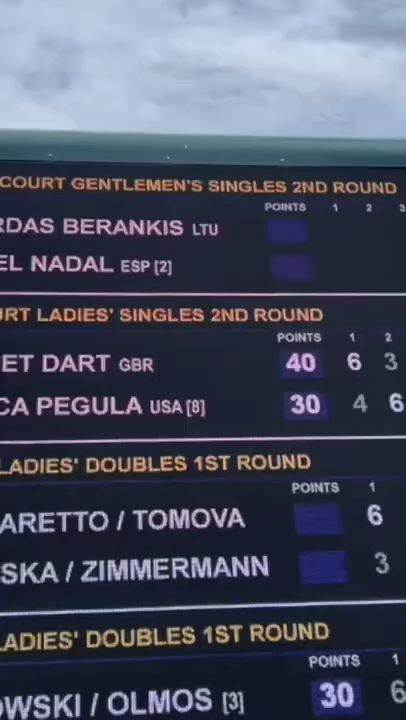 COURT GENTLEMEN'S SINGLES 2ND ROUND
POINTS 1 2 3
RDAS BERANKIS LTU
EL NADAL ESP [2]
URT LADIES' SINGLES 2ND ROUND
POINTS 1 2
ET DART GBR 40 6 3
CA PEGULA USA [8] 30 4 6
LADIES' DOUBLES 1ST ROUND
POINTS 1
ARETTO / TOMOVA 6
SKA / ZIMMERMANN 3
LADIES' DOUBLES 1ST ROUND
POINTS 1
OWSKI / OLMOS [3] 30 6